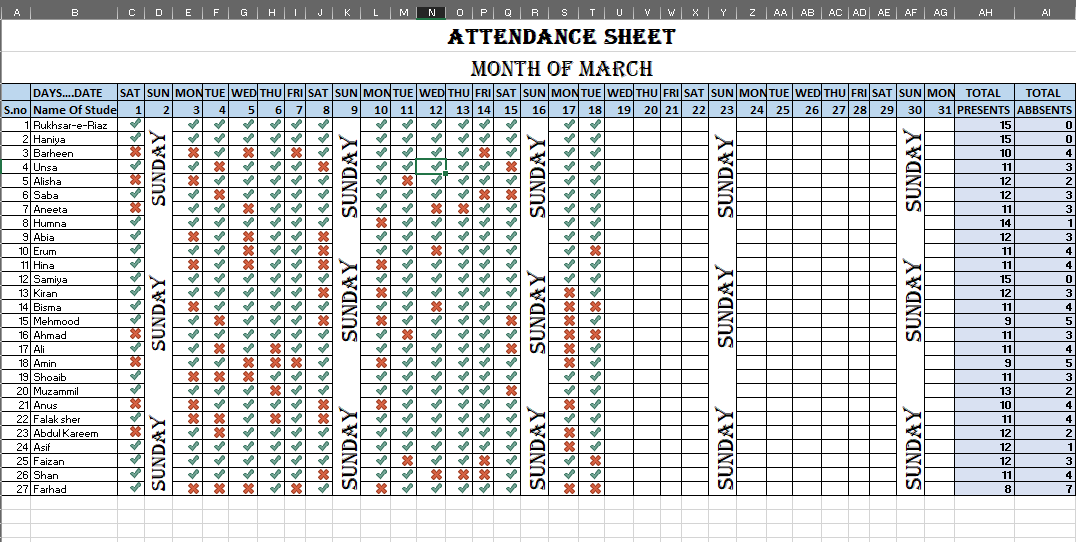 A B C D E F G H I J K L M N O P Q R S T U V W X Y Z AA AB AC AD AE AF AG AH AI
ATTENDANCE SHEET
MONTH OF MARCH
DAYS....DATE SAT SUN MON TUE WED THU FRI SAT SUN MON TUE WED THU FRI SAT SUN MON TUE WED THU FRI SAT SUN MON TUE WED THU FRI SAT SUN MON TOTAL TOTAL
S.no Name Of Stude 1 2 3 4 5 6 7 8 9 10 11 12 13 14 15 16 17 18 19 20 21 22 23 24 25 26 27 28 29 30 31 PRESENTS ABBSENTS
1 Rukhsar-e-Riaz 15 0
2 Haniya 15 0
3 Barheen 10 4
4 Unsa 11 3
5 Alisha 12 2
6 Saba 12 3
7 Aneeta 11 3
8 Humna 14 1
9 Abia 12 3
10 Erum 11 4
11 Hina 11 4
12 Samiya 15 0
13 Kiran 12 3
14 Bisma 11 4
15 Mehmood 9 5
16 Ahmad 11 3
17 Ali 11 4
18 Amin 9 5
19 Shoaib 11 3
20 Muzammil 13 2
21 Anus 10 4
22 Falak sher 11 4
23 Abdul Kareem 12 2
24 Asif 12 1
25 Faizan 12 3
26 Shan 11 4
27 Farhad 8 7
SUNDAY SUNDAY SUNDAY SUNDAY SUNDAY
SUNDAY SUNDAY SUNDAY SUNDAY SUNDAY
SUNDAY SUNDAY SUNDAY SUNDAY SUNDAY